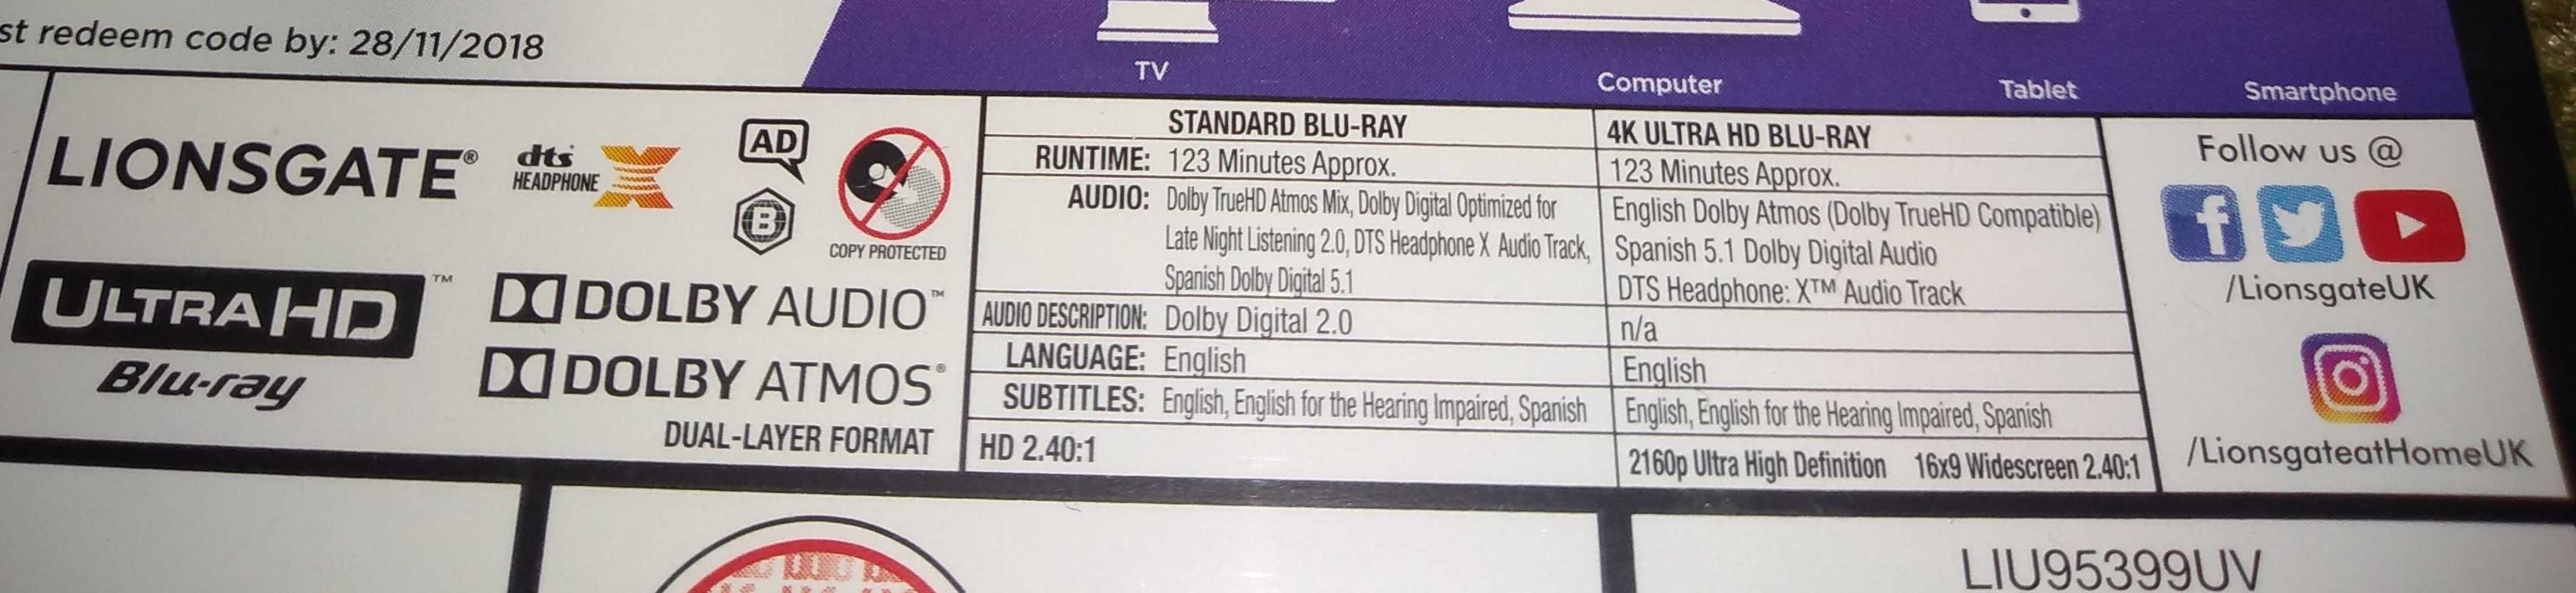 st redeem code by: 28/11/2018
TV
Computer
Tablet
Smartphone
LIONSGATE®
dts
HEADPHONE X
AD
B
COPY PROTECTED
ULTRA HD™
Blu-ray
DOLBY AUDIO™
DOLBY ATMOS®
DUAL-LAYER FORMAT
STANDARD BLU-RAY
4K ULTRA HD BLU-RAY
RUNTIME: 123 Minutes Approx.
123 Minutes Approx.
AUDIO: Dolby TrueHD Atmos Mix, Dolby Digital Optimized for
Late Night Listening 2.0, DTS Headphone X Audio Track,
Spanish Dolby Digital 5.1
English Dolby Atmos (Dolby TrueHD Compatible)
Spanish 5.1 Dolby Digital Audio
DTS Headphone: X™ Audio Track
AUDIO DESCRIPTION: Dolby Digital 2.0
n/a
LANGUAGE: English
English
SUBTITLES: English, English for the Hearing Impaired, Spanish
English, English for the Hearing Impaired, Spanish
HD 2.40:1
2160p Ultra High Definition 16x9 Widescreen 2.40:1
Follow us @
f
/LionsgateUK
/LionsgateatHomeUK
LIU95399UV